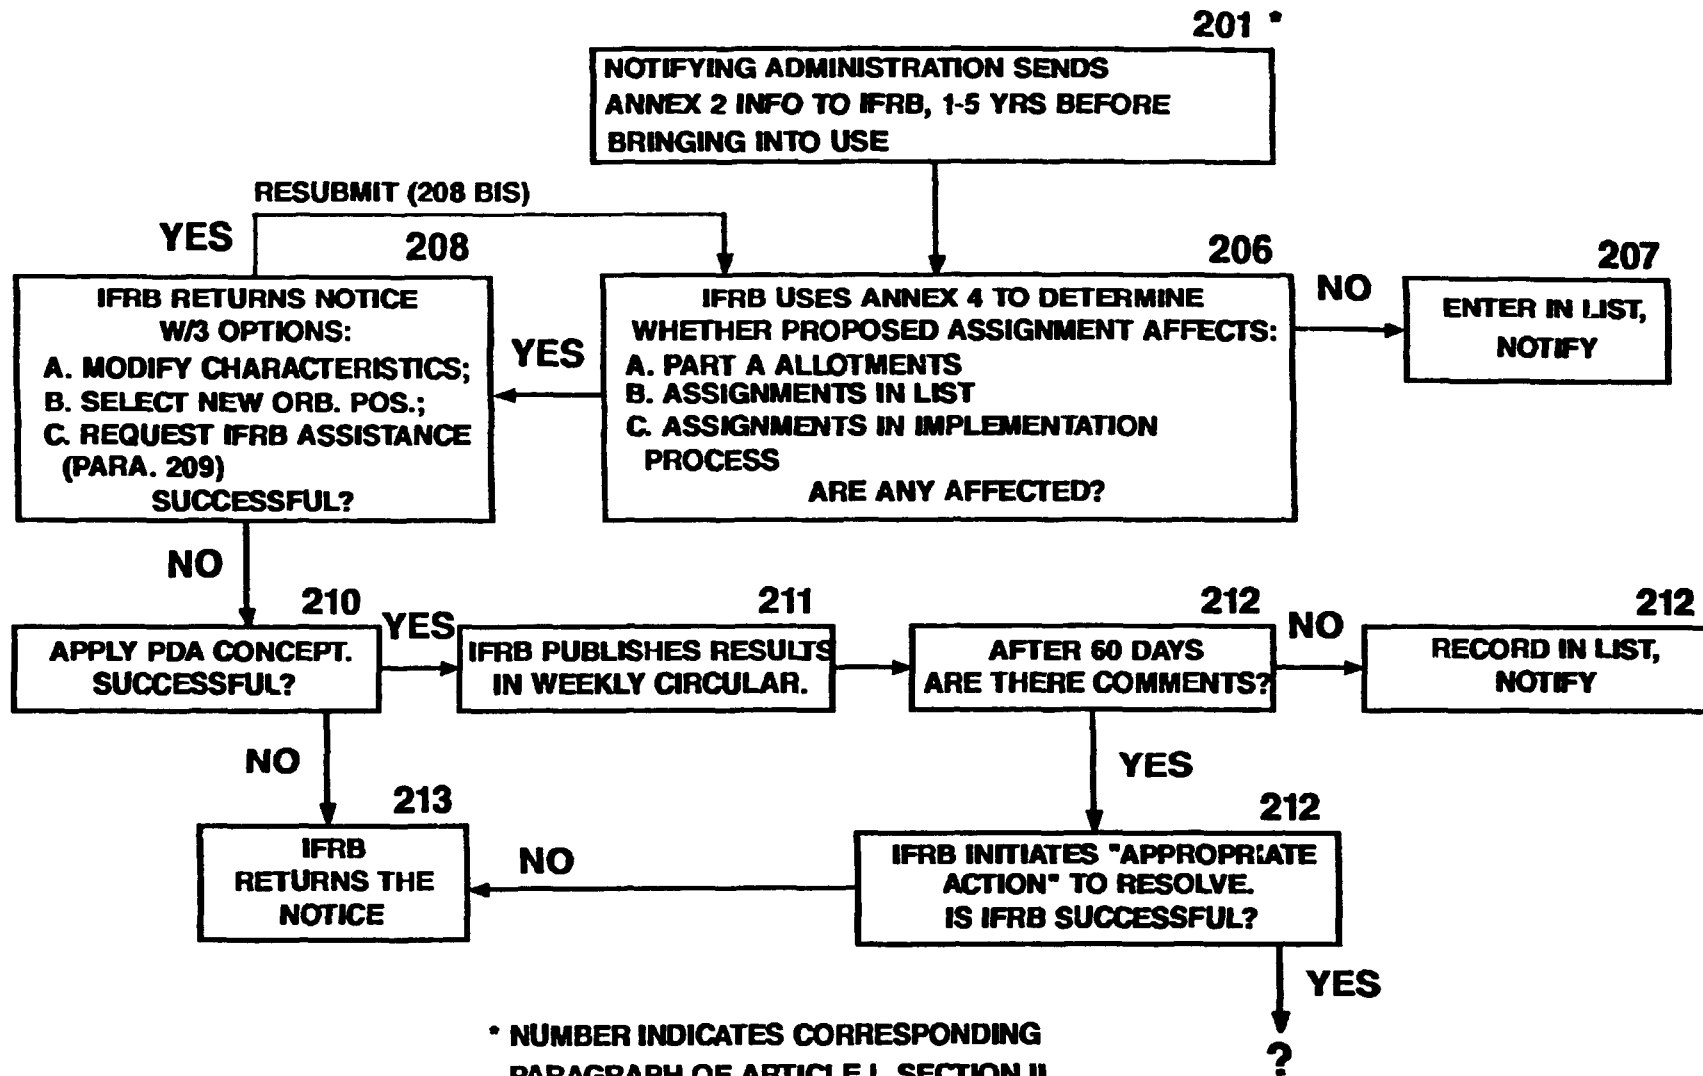 201 *
NOTIFYING ADMINISTRATION SENDS
ANNEX 2 INFO TO IFRB, 1-5 YRS BEFORE
BRINGING INTO USE
RESUBMIT (208 BIS)
YES
208
IFRB RETURNS NOTICE
W/3 OPTIONS:
A. MODIFY CHARACTERISTICS;
B. SELECT NEW ORB. POS.;
C. REQUEST IFRB ASSISTANCE
(PARA. 209)
SUCCESSFUL?
YES
206
IFRB USES ANNEX 4 TO DETERMINE
WHETHER PROPOSED ASSIGNMENT AFFECTS:
A. PART A ALLOTMENTS
B. ASSIGNMENTS IN LIST
C. ASSIGNMENTS IN IMPLEMENTATION
PROCESS
ARE ANY AFFECTED?
NO
207
ENTER IN LIST,
NOTIFY
NO
210
APPLY PDA CONCEPT.
SUCCESSFUL?
YES
211
IFRB PUBLISHES RESULTS
IN WEEKLY CIRCULAR.
212
AFTER 60 DAYS
ARE THERE COMMENTS?
NO
212
RECORD IN LIST,
NOTIFY
NO
213
IFRB
RETURNS THE
NOTICE
NO
YES
212
IFRB INITIATES "APPROPRIATE
ACTION" TO RESOLVE.
IS IFRB SUCCESSFUL?
YES
?
* NUMBER INDICATES CORRESPONDING
PARAGRAPH OF ARTICLE I, SECTION II